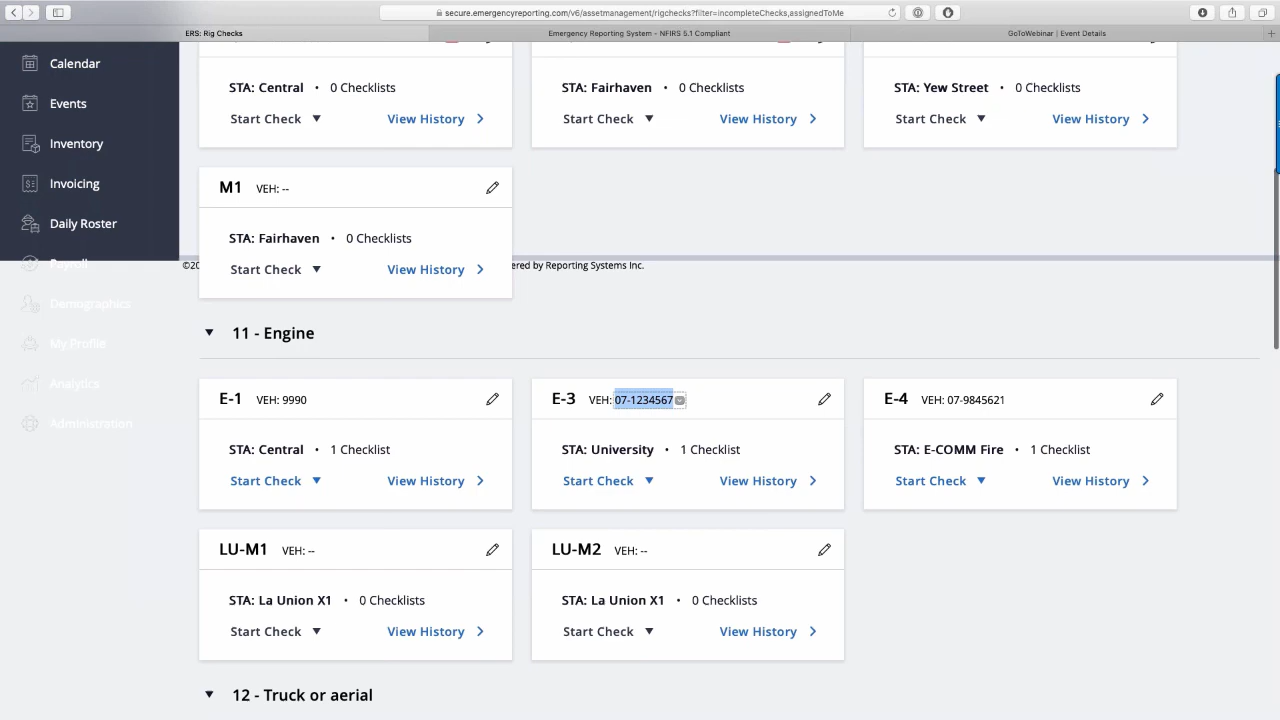 secure.emergencyreporting.com/v6/assetmanagement/rigchecks?filter=incompleteChecks,assignedToMe
ERS: Rig Checks
Emergency Reporting System - NFIRS 5.1 Compliant
GoToWebinar | Event Details
Calendar
Events
Inventory
Invoicing
Daily Roster
Payroll
Demographics
My Profile
Analytics
Administration
STA: Central • 0 Checklists
Start Check ▼ View History
STA: Fairhaven • 0 Checklists
Start Check ▼ View History
STA: Yew Street • 0 Checklists
Start Check ▼ View History
M1 VEH: --
STA: Fairhaven • 0 Checklists
Start Check ▼ View History
©20
ered by Reporting Systems Inc.
11 - Engine
E-1 VEH: 9990
STA: Central • 1 Checklist
Start Check ▼ View History
E-3 VEH: 07-1234567
STA: University • 1 Checklist
Start Check ▼ View History
E-4 VEH: 07-9845621
STA: E-COMM Fire • 1 Checklist
Start Check ▼ View History
LU-M1 VEH: --
STA: La Union X1 • 0 Checklists
Start Check ▼ View History
LU-M2 VEH: --
STA: La Union X1 • 0 Checklists
Start Check ▼ View History
12 - Truck or aerial